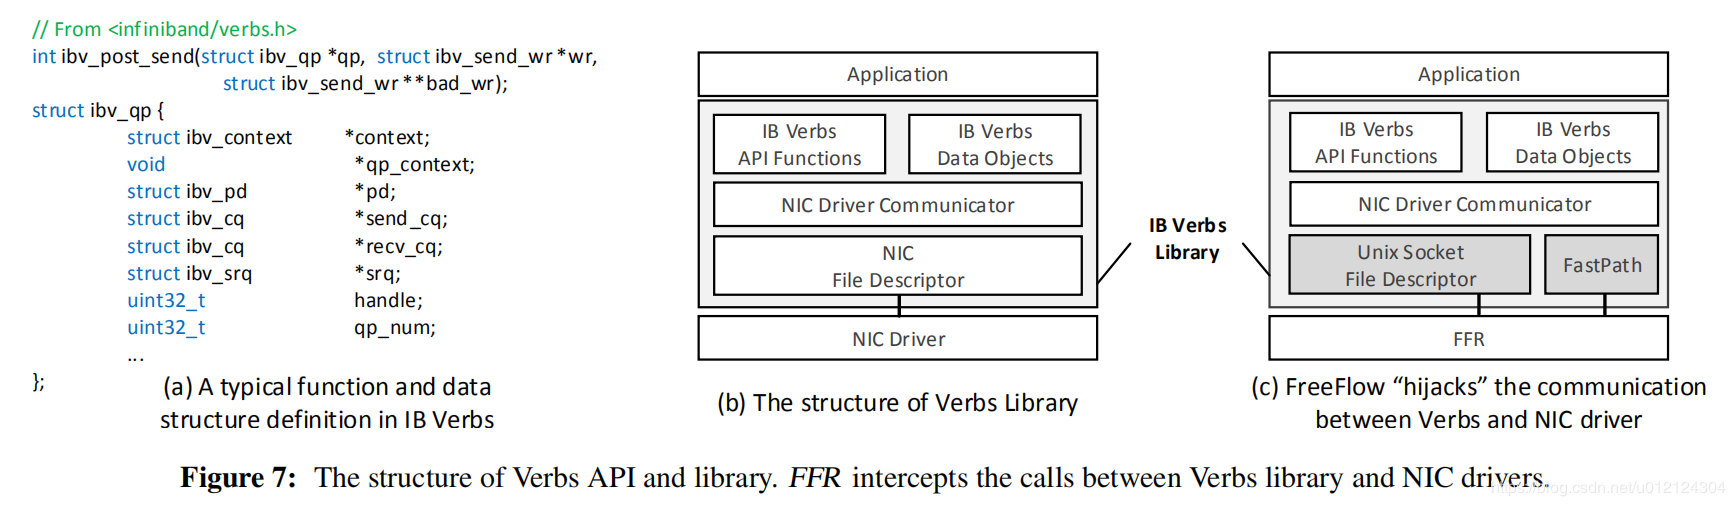 // From <infiniband/verbs.h>
int ibv_post_send(struct ibv_qp *qp, struct ibv_send_wr *wr,
struct ibv_send_wr **bad_wr);
struct ibv_qp {
struct ibv_context *context;
void *qp_context;
struct ibv_pd *pd;
struct ibv_cq *send_cq;
struct ibv_cq *recv_cq;
struct ibv_srq *srq;
uint32_t handle;
uint32_t qp_num;
...
};
(a) A typical function and data
structure definition in IB Verbs
Application
IB Verbs
API Functions
IB Verbs
Data Objects
NIC Driver Communicator
NIC
File Descriptor
NIC Driver
(b) The structure of Verbs Library
IB Verbs
Library
Application
IB Verbs
API Functions
IB Verbs
Data Objects
NIC Driver Communicator
Unix Socket
File Descriptor
FastPath
FFR
(c) FreeFlow “hijacks” the communication
between Verbs and NIC driver
Figure 7: The structure of Verbs API and library. FFR intercepts the calls between Verbs library and NIC drivers.
https://blog.csdn.net/u012124304